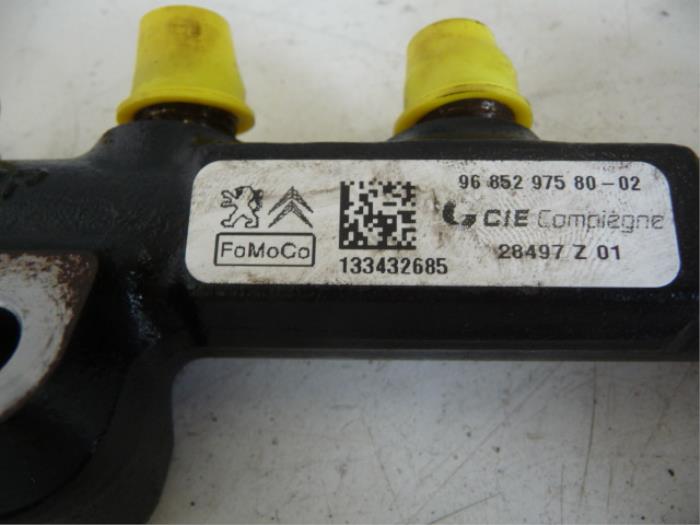 96 852 975 80-02
CIE Compiègne
FoMoCo
28497 Z 01
133432685